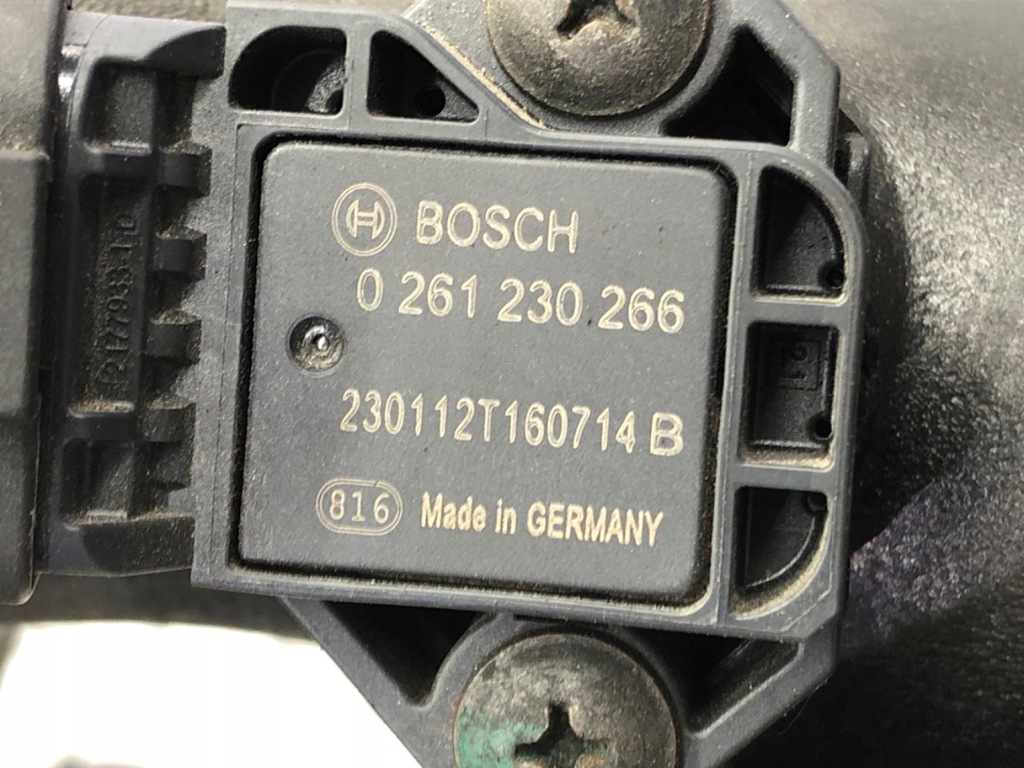 BOSCH
0 261 230 266
230112T160714 B
816 Made in GERMANY